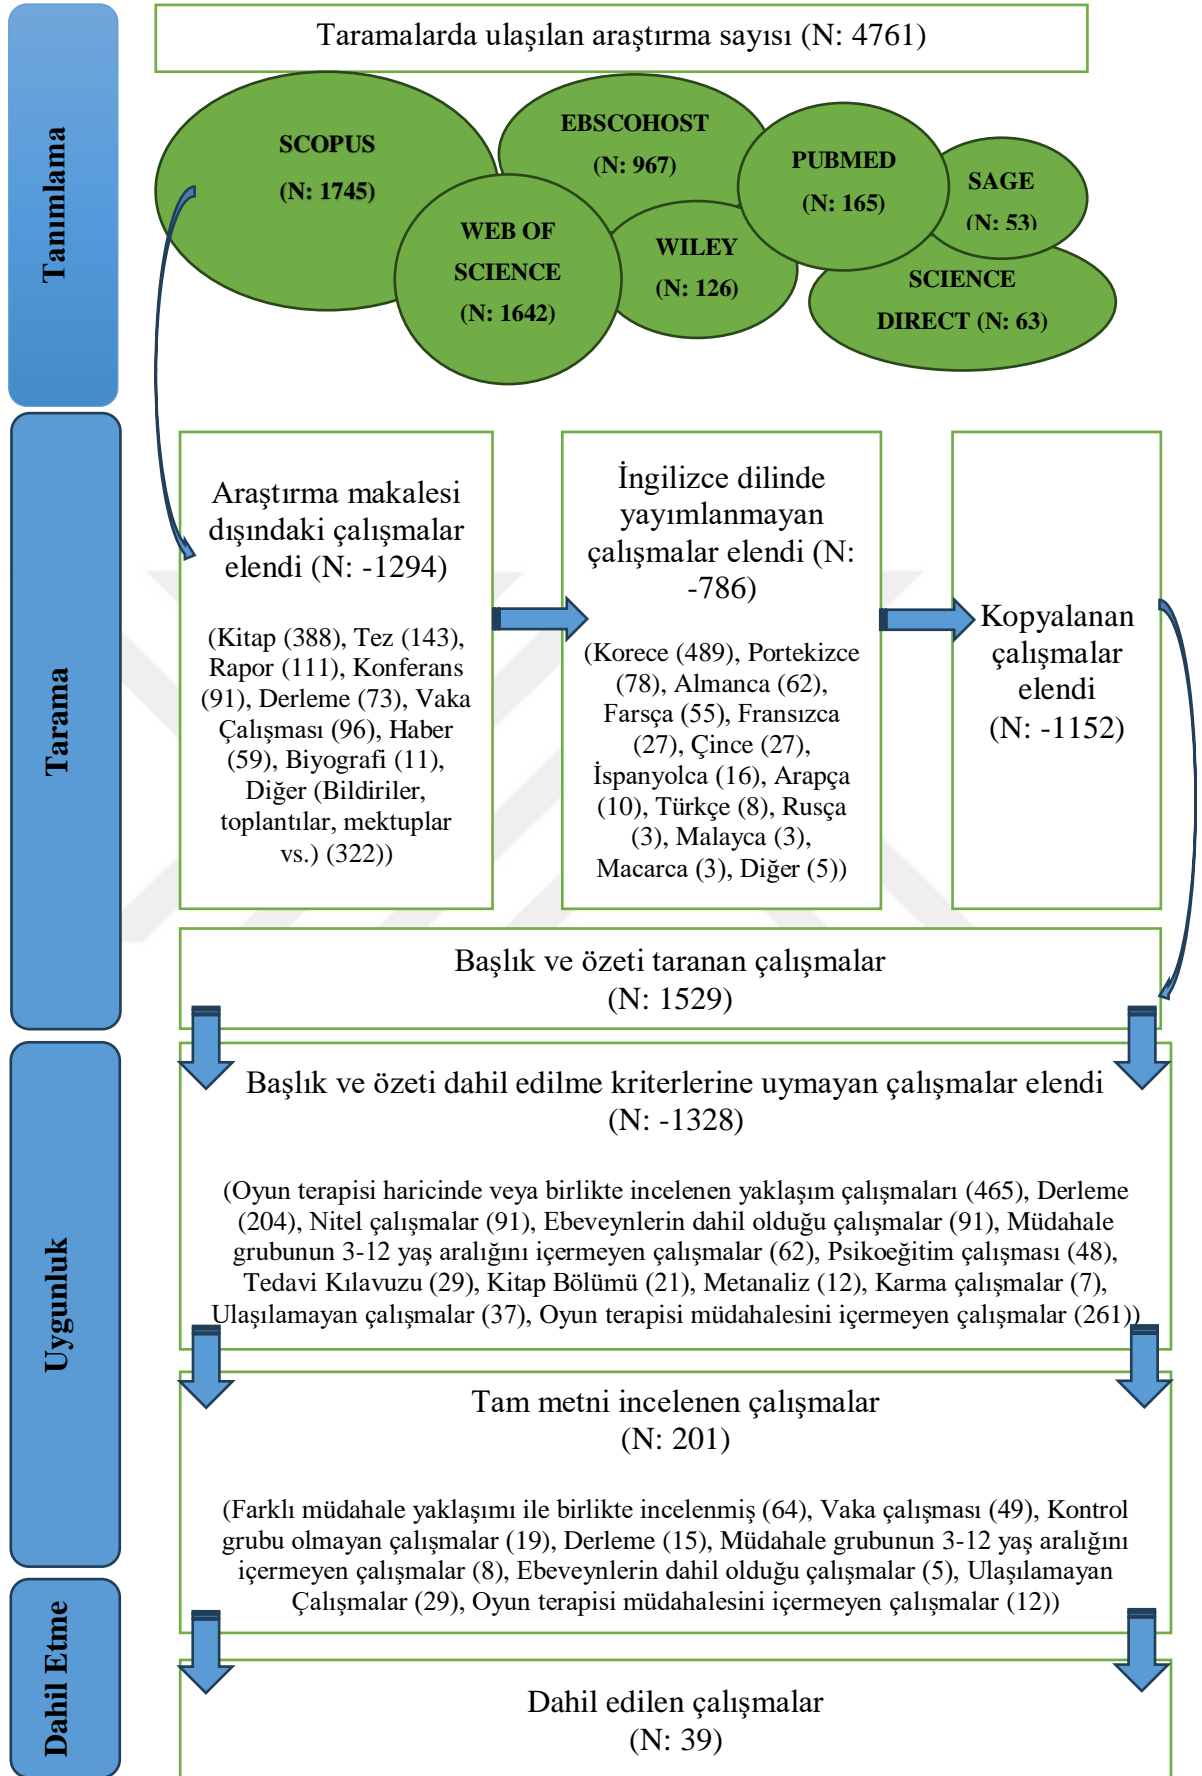 Taramalarda ulaşılan araştırma sayısı (N: 4761)
Tanımlama
SCOPUS
(N: 1745)
EBSCOHOST
(N: 967)
PUBMED
(N: 165)
SAGE
(N: 53)
WEB OF
SCIENCE
(N: 1642)
WILEY
(N: 126)
SCIENCE
DIRECT (N: 63)
Tarama
Araştırma makalesi
dışındaki çalışmalar
elendi (N: -1294)
(Kitap (388), Tez (143),
Rapor (111), Konferans
(91), Derleme (73), Vaka
Çalışması (96), Haber
(59), Biyografi (11),
Diğer (Bildiriler,
toplantılar, mektuplar
vs.) (322))
İngilizce dilinde
yayımlanmayan
çalışmalar elendi (N:
-786)
(Korece (489), Portekizce
(78), Almanca (62),
Farsça (55), Fransızca
(27), Çince (27),
İspanyolca (16), Arapça
(10), Türkçe (8), Rusça
(3), Malayca (3),
Macarca (3), Diğer (5))
Kopyalanan
çalışmalar
elendi
(N: -1152)
Başlık ve özeti taranan çalışmalar
(N: 1529)
Uygunluk
Başlık ve özeti dahil edilme kriterlerine uymayan çalışmalar elendi
(N: -1328)
(Oyun terapisi haricinde veya birlikte incelenen yaklaşım çalışmaları (465), Derleme
(204), Nitel çalışmalar (91), Ebeveynlerin dahil olduğu çalışmalar (91), Müdahale
grubunun 3-12 yaş aralığını içermeyen çalışmalar (62), Psikoeğitim çalışması (48),
Tedavi Kılavuzu (29), Kitap Bölümü (21), Metanaliz (12), Karma çalışmalar (7),
Ulaşılamayan çalışmalar (37), Oyun terapisi müdahalesini içermeyen çalışmalar (261))
Tam metni incelenen çalışmalar
(N: 201)
(Farklı müdahale yaklaşımı ile birlikte incelenmiş (64), Vaka çalışması (49), Kontrol
grubu olmayan çalışmalar (19), Derleme (15), Müdahale grubunun 3-12 yaş aralığını
içermeyen çalışmalar (8), Ebeveynlerin dahil olduğu çalışmalar (5), Ulaşılamayan
Çalışmalar (29), Oyun terapisi müdahalesini içermeyen çalışmalar (12))
Dahil Etme
Dahil edilen çalışmalar
(N: 39)